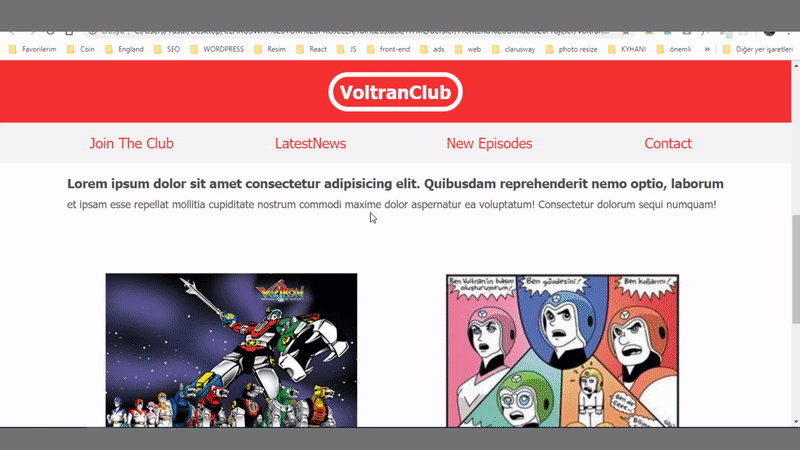 Favorilerim Coin England SEO WORDPRESS Resim React JS front-end ads web clarusway photo resize KYHANI önemli » Diğer yer işaretleri
VoltranClub
Join The Club LatestNews New Episodes Contact
Lorem ipsum dolor sit amet consectetur adipisicing elit. Quibusdam reprehenderit nemo optio, laborum
et ipsam esse repellat mollitia cupiditate nostrum commodi maxime dolor aspernatur ea voluptatum! Consectetur dolorum sequi numquam!
VOLTRON
Ben Voltran'ın başını oluşturuyorum!
Ben gövdesini!
Ben kollarını!